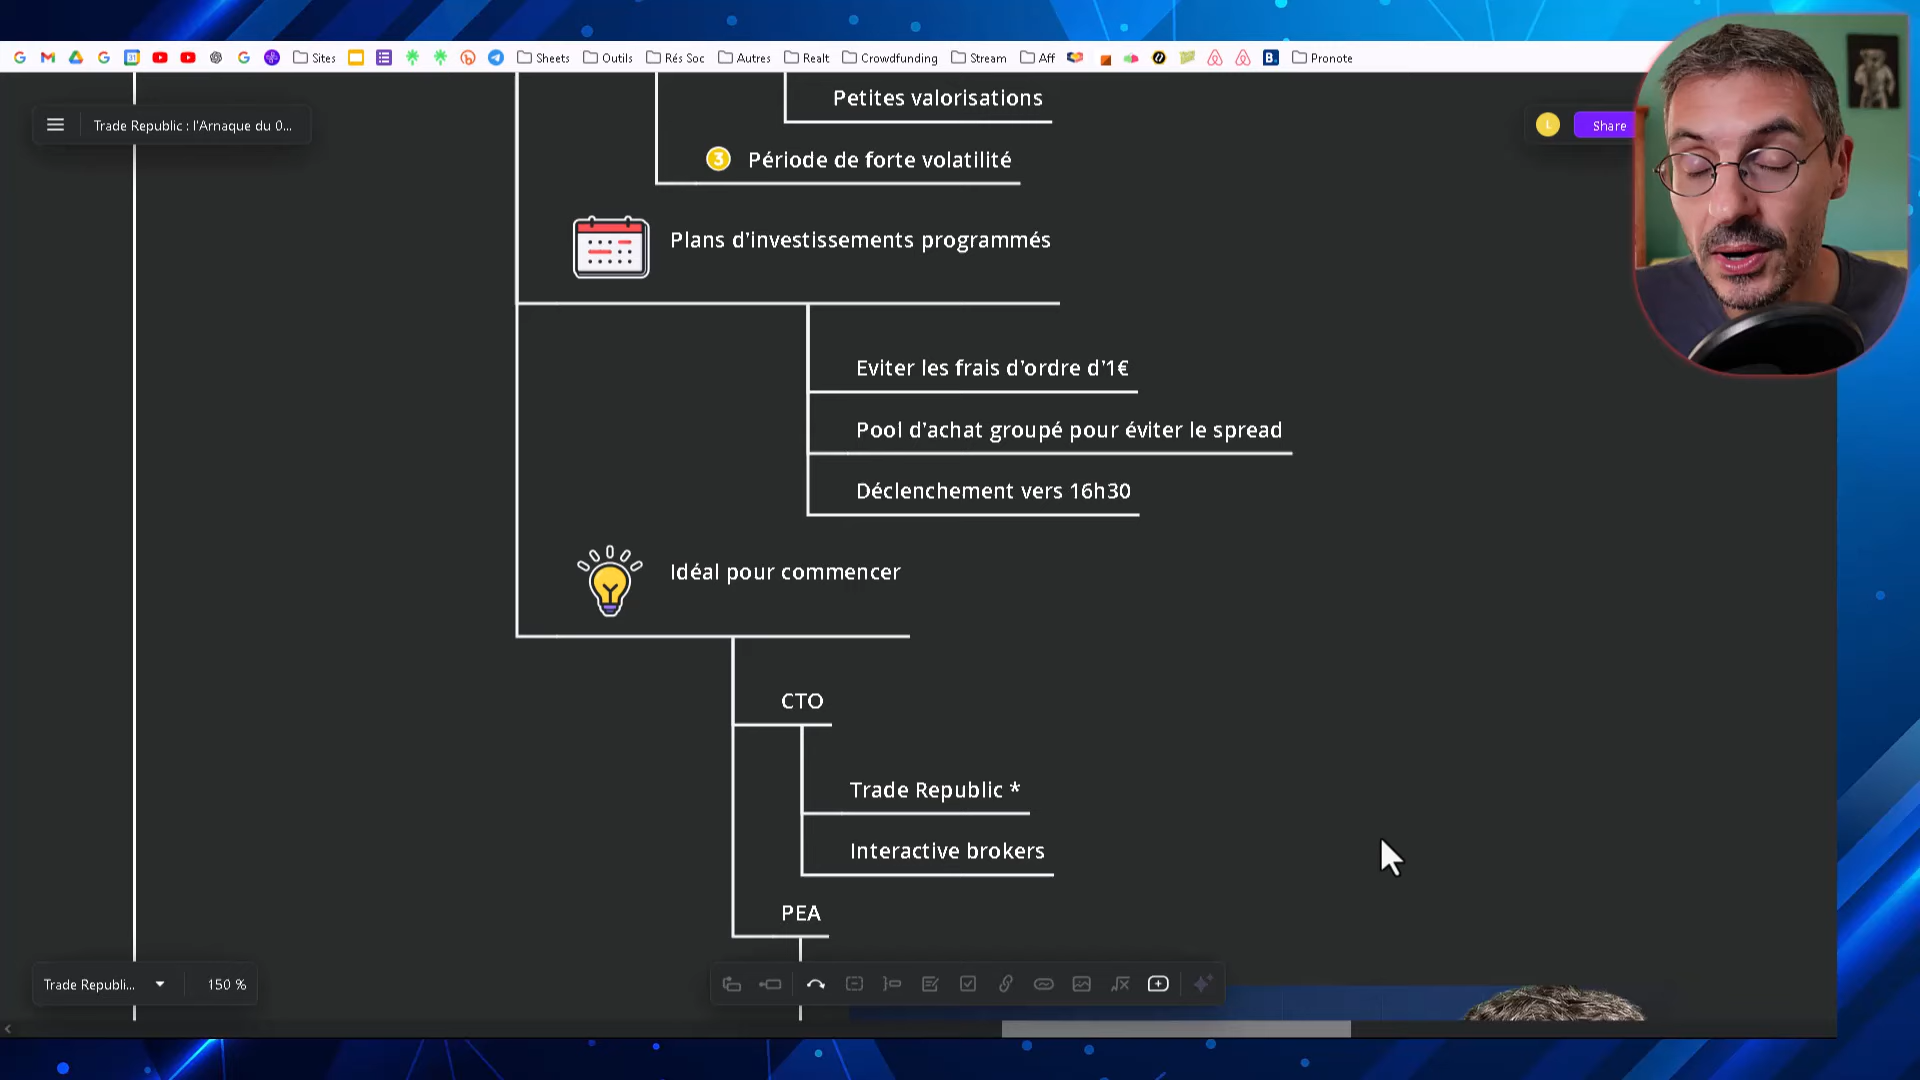 Sites
Sheets
Outils
Rés Soc
Autres
Realt
Crowdfunding
Stream
Aff
B.
Pronote
Trade Republic : l'Arnaque du 0...
L
Share
Petites valorisations
3 Période de forte volatilité
Plans d'investissements programmés
Eviter les frais d'ordre d'1€
Pool d'achat groupé pour éviter le spread
Déclenchement vers 16h30
Idéal pour commencer
CTO
Trade Republic *
Interactive brokers
PEA
Trade Republi...
150 %